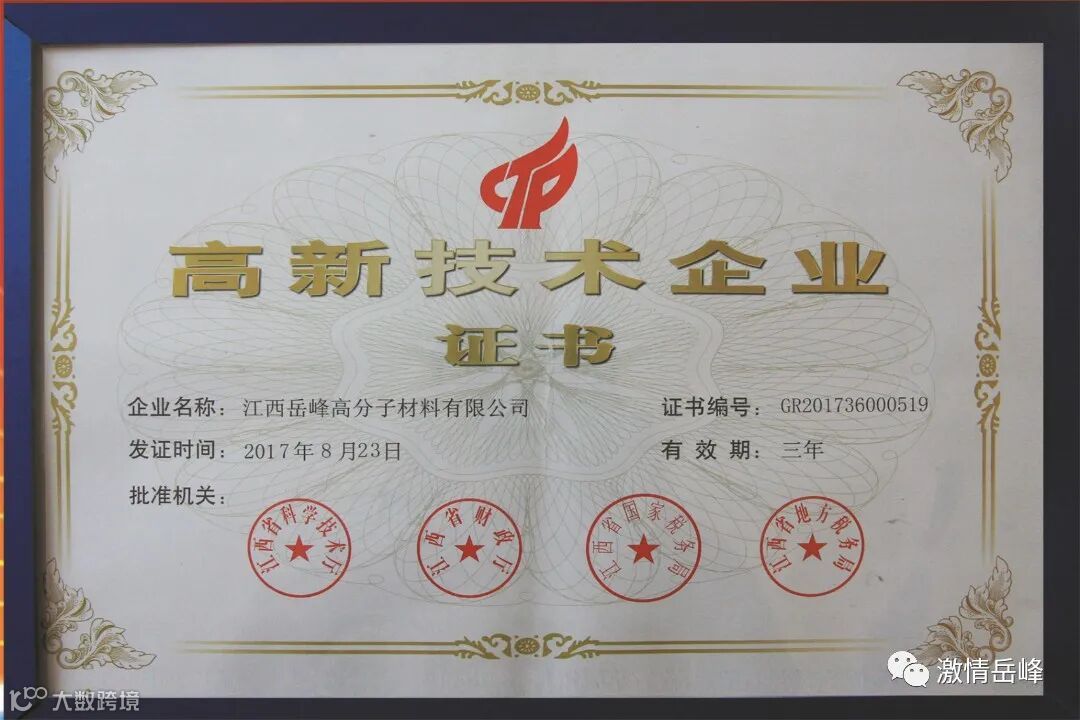 高新技术企业
证书
企业名称：江西岳峰高分子材料有限公司
证书编号：GR201736000519
发证时间：2017年8月23日
有效期：三年
批准机关：
江西省科学技术厅
江西省财政厅
江西省国家税务局
江西省地方税务局
激情岳峰
大数跨境